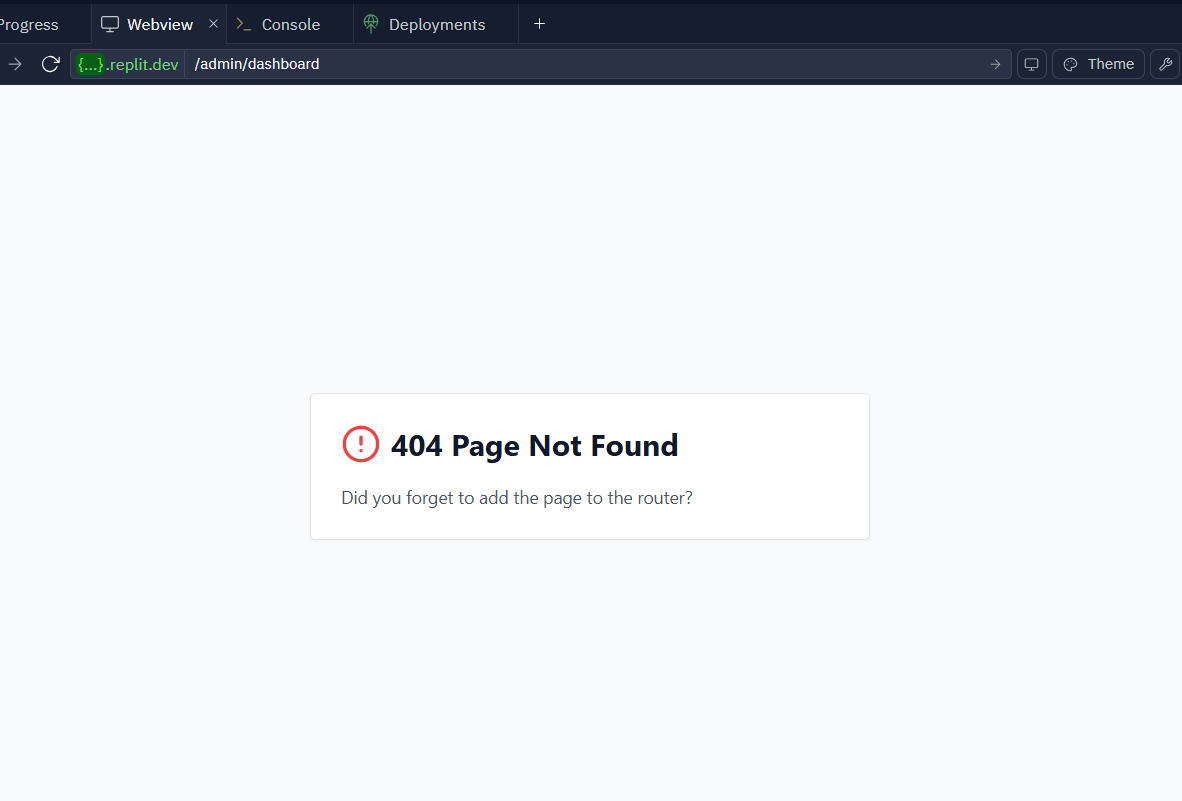 Progress Webview Console Deployments
{...}.replit.dev /admin/dashboard Theme
404 Page Not Found
Did you forget to add the page to the router?